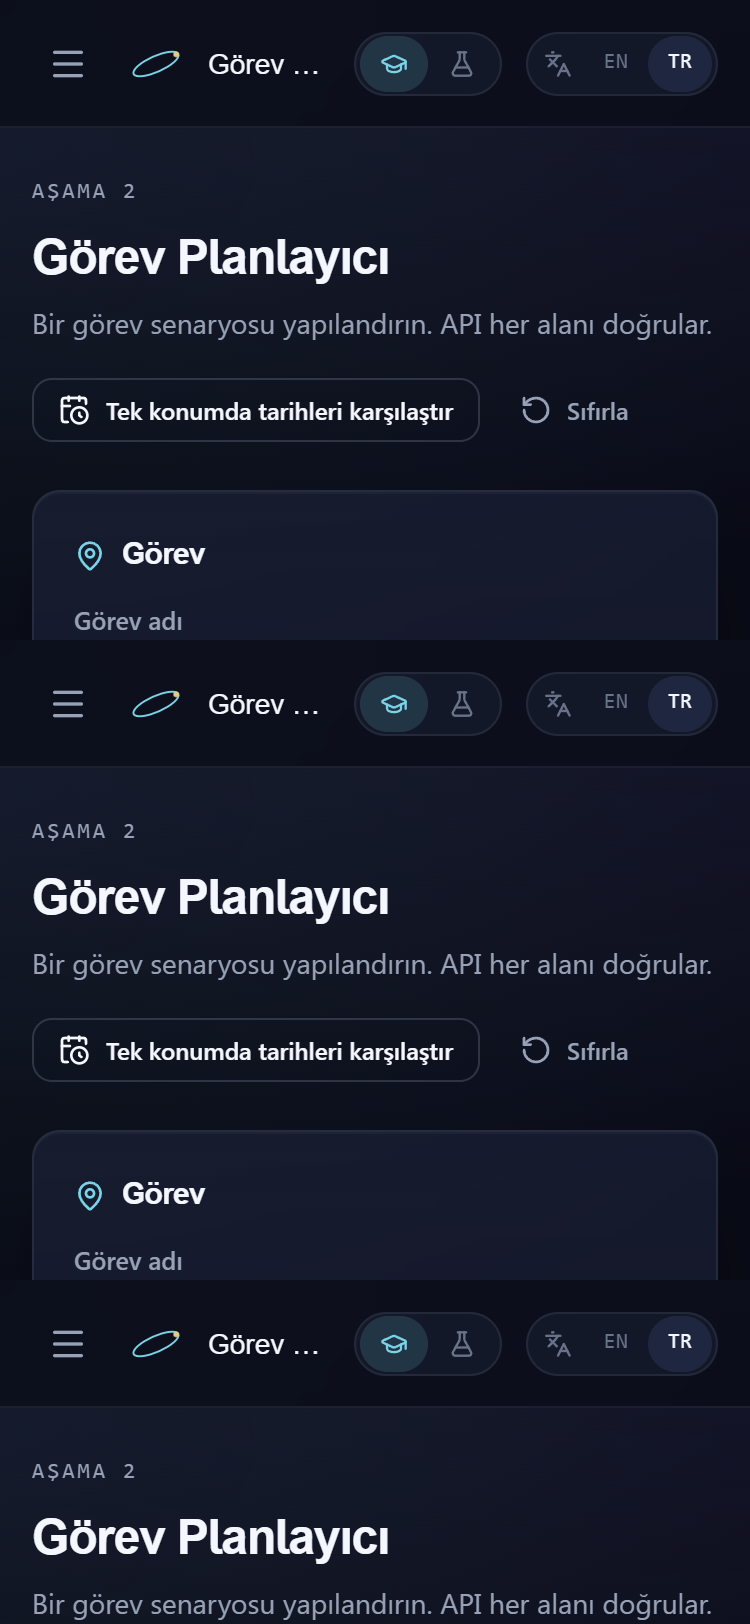 Görev ...
EN TR
AŞAMA 2
Görev Planlayıcı
Bir görev senaryosu yapılandırın. API her alanı doğrular.
Tek konumda tarihleri karşılaştır Sıfırla
Görev
Görev adı
Görev ...
EN TR
AŞAMA 2
Görev Planlayıcı
Bir görev senaryosu yapılandırın. API her alanı doğrular.
Tek konumda tarihleri karşılaştır Sıfırla
Görev
Görev adı
Görev ...
EN TR
AŞAMA 2
Görev Planlayıcı
Bir görev senaryosu yapılandırın. API her alanı doğrular.